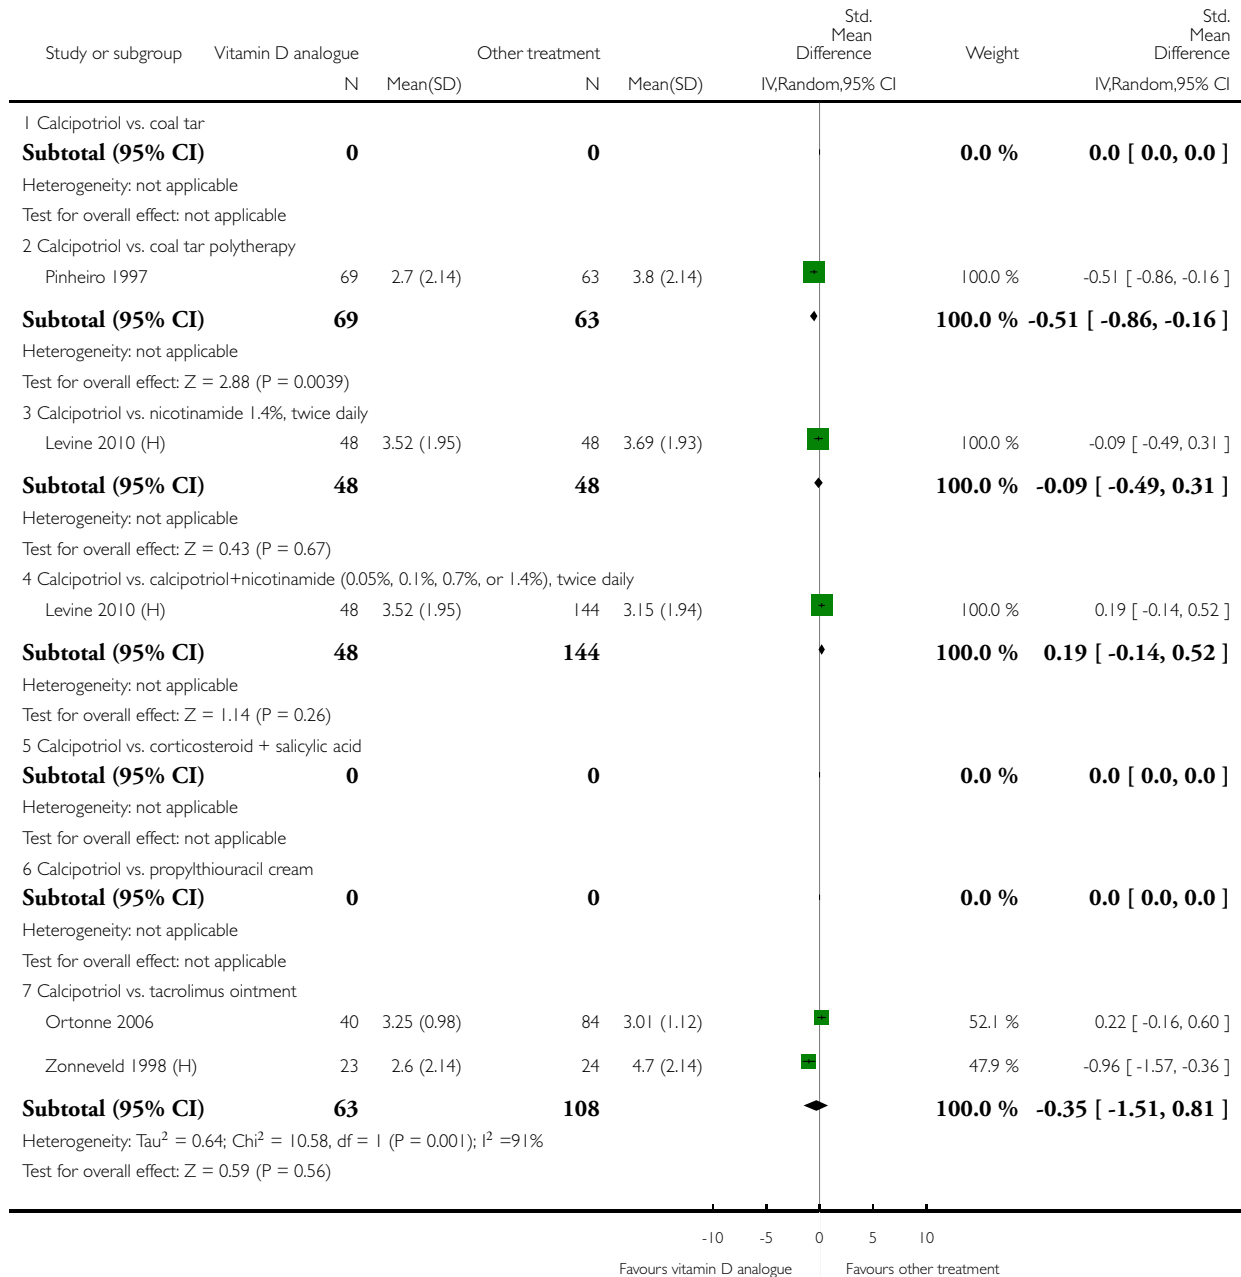 Study or subgroup Vitamin D analogue Other treatment Std. Mean Difference Weight Std. Mean Difference
N Mean(SD) N Mean(SD) IV,Random,95% CI IV,Random,95% CI
1 Calcipotriol vs. coal tar
Subtotal (95% CI) 0 0 0.0 % 0.0 [ 0.0, 0.0 ]
Heterogeneity: not applicable
Test for overall effect: not applicable
2 Calcipotriol vs. coal tar polytherapy
Pinheiro 1997 69 2.7 (2.14) 63 3.8 (2.14) 100.0 % -0.51 [ -0.86, -0.16 ]
Subtotal (95% CI) 69 63 100.0 % -0.51 [ -0.86, -0.16 ]
Heterogeneity: not applicable
Test for overall effect: Z = 2.88 (P = 0.0039)
3 Calcipotriol vs. nicotinamide 1.4%, twice daily
Levine 2010 (H) 48 3.52 (1.95) 48 3.69 (1.93) 100.0 % -0.09 [ -0.49, 0.31 ]
Subtotal (95% CI) 48 48 100.0 % -0.09 [ -0.49, 0.31 ]
Heterogeneity: not applicable
Test for overall effect: Z = 0.43 (P = 0.67)
4 Calcipotriol vs. calcipotriol+nicotinamide (0.05%, 0.1%, 0.7%, or 1.4%), twice daily
Levine 2010 (H) 48 3.52 (1.95) 144 3.15 (1.94) 100.0 % 0.19 [ -0.14, 0.52 ]
Subtotal (95% CI) 48 144 100.0 % 0.19 [ -0.14, 0.52 ]
Heterogeneity: not applicable
Test for overall effect: Z = 1.14 (P = 0.26)
5 Calcipotriol vs. corticosteroid + salicylic acid
Subtotal (95% CI) 0 0 0.0 % 0.0 [ 0.0, 0.0 ]
Heterogeneity: not applicable
Test for overall effect: not applicable
6 Calcipotriol vs. propylthiouracil cream
Subtotal (95% CI) 0 0 0.0 % 0.0 [ 0.0, 0.0 ]
Heterogeneity: not applicable
Test for overall effect: not applicable
7 Calcipotriol vs. tacrolimus ointment
Ortonne 2006 40 3.25 (0.98) 84 3.01 (1.12) 52.1 % 0.22 [ -0.16, 0.60 ]
Zonneveld 1998 (H) 23 2.6 (2.14) 24 4.7 (2.14) 47.9 % -0.96 [ -1.57, -0.36 ]
Subtotal (95% CI) 63 108 100.0 % -0.35 [ -1.51, 0.81 ]
Heterogeneity: Tau² = 0.64; Chi² = 10.58, df = 1 (P = 0.001); I² =91%
Test for overall effect: Z = 0.59 (P = 0.56)
-10 -5 0 5 10
Favours vitamin D analogue Favours other treatment